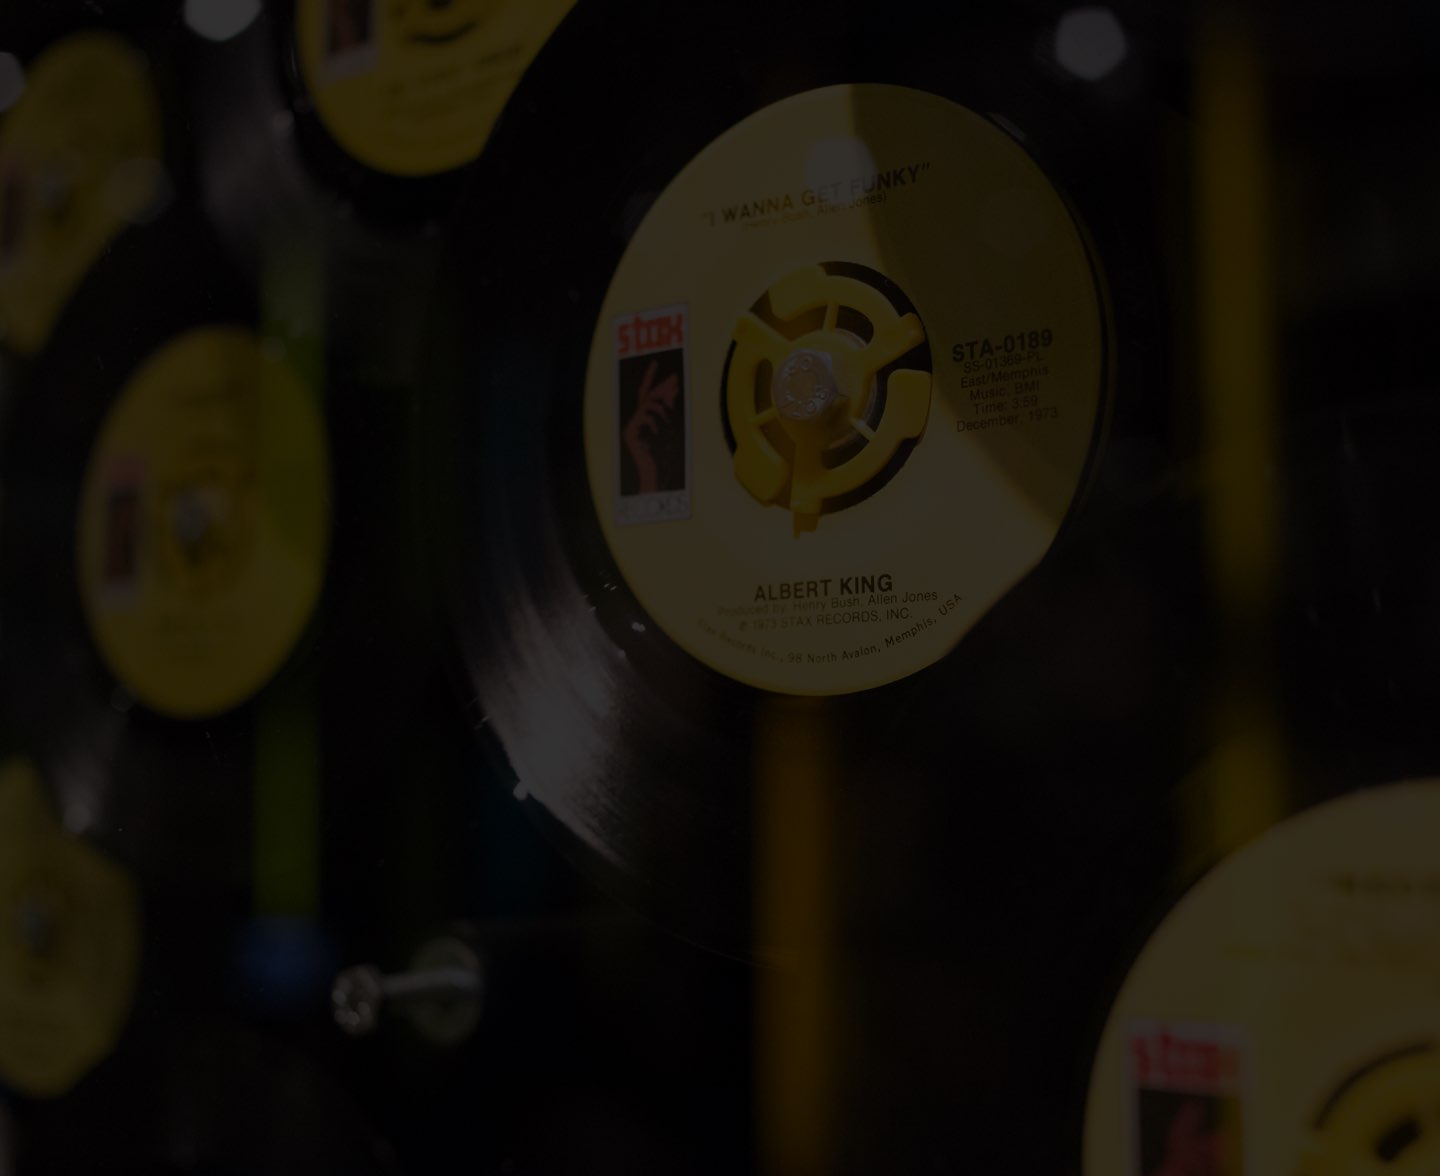 "I WANNA GET FUNKY"
(Henry Bush, Allen Jones)
stax
RECORDS
STA-0189
SS-01369-PL
East/Memphis
Music, BMI
Time: 3:59
December, 1973
ALBERT KING
Produced by: Henry Bush, Allen Jones
℗ 1973 STAX RECORDS, INC.
Stax Records Inc., 98 North Avalon, Memphis, USA
stax